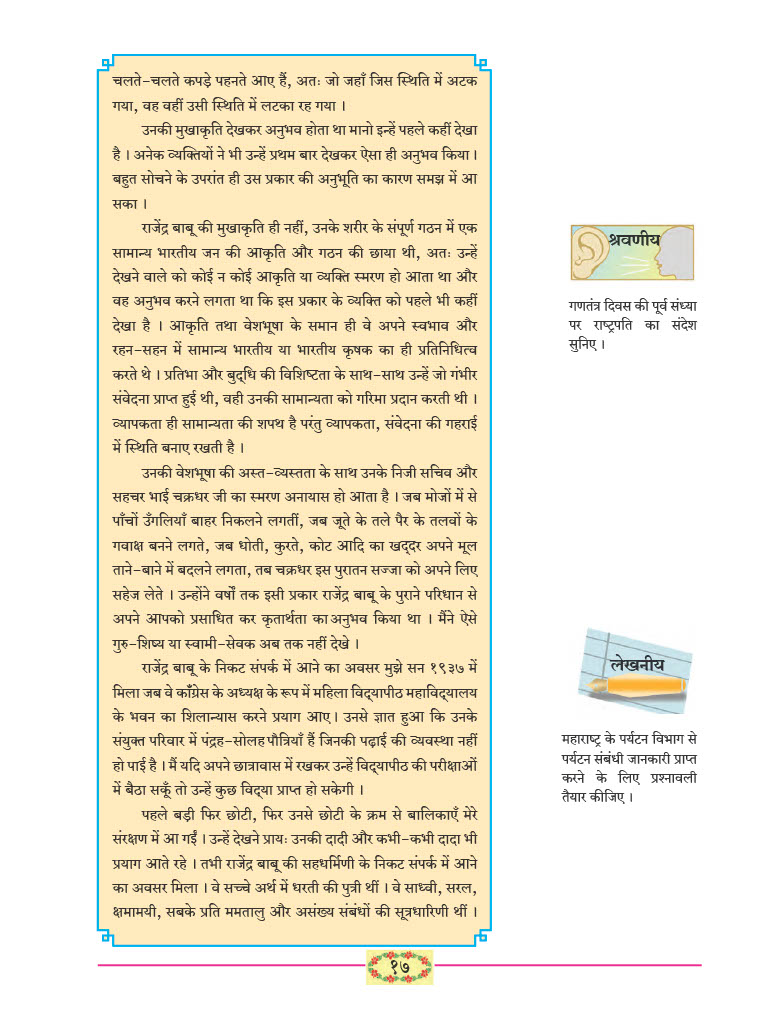 चलते-चलते कपड़े पहनते आए हैं, अतः जो जहाँ जिस स्थिति में अटक
गया, वह वहीं उसी स्थिति में लटका रह गया ।
उनकी मुखाकृति देखकर अनुभव होता था मानो इन्हें पहले कहीं देखा
है । अनेक व्यक्तियों ने भी उन्हें प्रथम बार देखकर ऐसा ही अनुभव किया ।
बहुत सोचने के उपरांत ही उस प्रकार की अनुभूति का कारण समझ में आ
सका ।
राजेंद्र बाबू की मुखाकृति ही नहीं, उनके शरीर के संपूर्ण गठन में एक
सामान्य भारतीय जन की आकृति और गठन की छाया थी, अतः उन्हें
देखने वाले को कोई न कोई आकृति या व्यक्ति स्मरण हो आता था और
वह अनुभव करने लगता था कि इस प्रकार के व्यक्ति को पहले भी कहीं
देखा है । आकृति तथा वेशभूषा के समान ही वे अपने स्वभाव और
रहन-सहन में सामान्य भारतीय या भारतीय कृषक का ही प्रतिनिधित्व
करते थे । प्रतिभा और बुद्‌धि की विशिष्टता के साथ-साथ उन्हें जो गंभीर
संवेदना प्राप्त हुई थी, वही उनकी सामान्यता को गरिमा प्रदान करती थी ।
व्यापकता ही सामान्यता की शपथ है परंतु व्यापकता, संवेदना की गहराई
में स्थिति बनाए रखती है ।
उनकी वेशभूषा की अस्त-व्यस्तता के साथ उनके निजी सचिव और
सहचर भाई चक्रधर जी का स्मरण अनायास हो आता है । जब मोजों में से
पाँचों उँगलियाँ बाहर निकलने लगतीं, जब जूते के तले पैर के तलवों के
गवाक्ष बनने लगते, जब धोती, कुरते, कोट आदि का खद्‌दर अपने मूल
ताने-बाने में बदलने लगता, तब चक्रधर इस पुरातन सज्जा को अपने लिए
सहेज लेते । उन्होंने वर्षों तक इसी प्रकार राजेंद्र बाबू के पुराने परिधान से
अपने आपको प्रसाधित कर कृतार्थता का अनुभव किया था । मैंने ऐसे
गुरु-शिष्य या स्वामी-सेवक अब तक नहीं देखे ।
राजेंद्र बाबू के निकट संपर्क में आने का अवसर मुझे सन १९३७ में
मिला जब वे काँग्रेस के अध्यक्ष के रूप में महिला विद्‌यापीठ महाविद्‌यालय
के भवन का शिलान्यास करने प्रयाग आए । उनसे ज्ञात हुआ कि उनके
संयुक्त परिवार में पंद्रह-सोलह पौत्रियाँ हैं जिनकी पढ़ाई की व्यवस्था नहीं
हो पाई है । मैं यदि अपने छात्रावास में रखकर उन्हें विद्‌यापीठ की परीक्षाओं
में बैठा सकूँ तो उन्हें कुछ विद्‌या प्राप्त हो सकेगी ।
पहले बड़ी फिर छोटी, फिर उनसे छोटी के क्रम से बालिकाएँ मेरे
संरक्षण में आ गईं । उन्हें देखने प्रायः उनकी दादी और कभी-कभी दादा भी
प्रयाग आते रहे । तभी राजेंद्र बाबू की सहधर्मिणी के निकट संपर्क में आने
का अवसर मिला । वे सच्चे अर्थ में धरती की पुत्री थीं । वे साध्वी, सरल,
क्षमामयी, सबके प्रति ममतालु और असंख्य संबंधों की सूत्रधारिणी थीं ।
श्रवणीय
गणतंत्र दिवस की पूर्व संध्या
पर राष्ट्रपति का संदेश
सुनिए ।
लेखनीय
महाराष्ट्र के पर्यटन विभाग से
पर्यटन संबंधी जानकारी प्राप्त
करने के लिए प्रश्नावली
तैयार कीजिए ।
१७